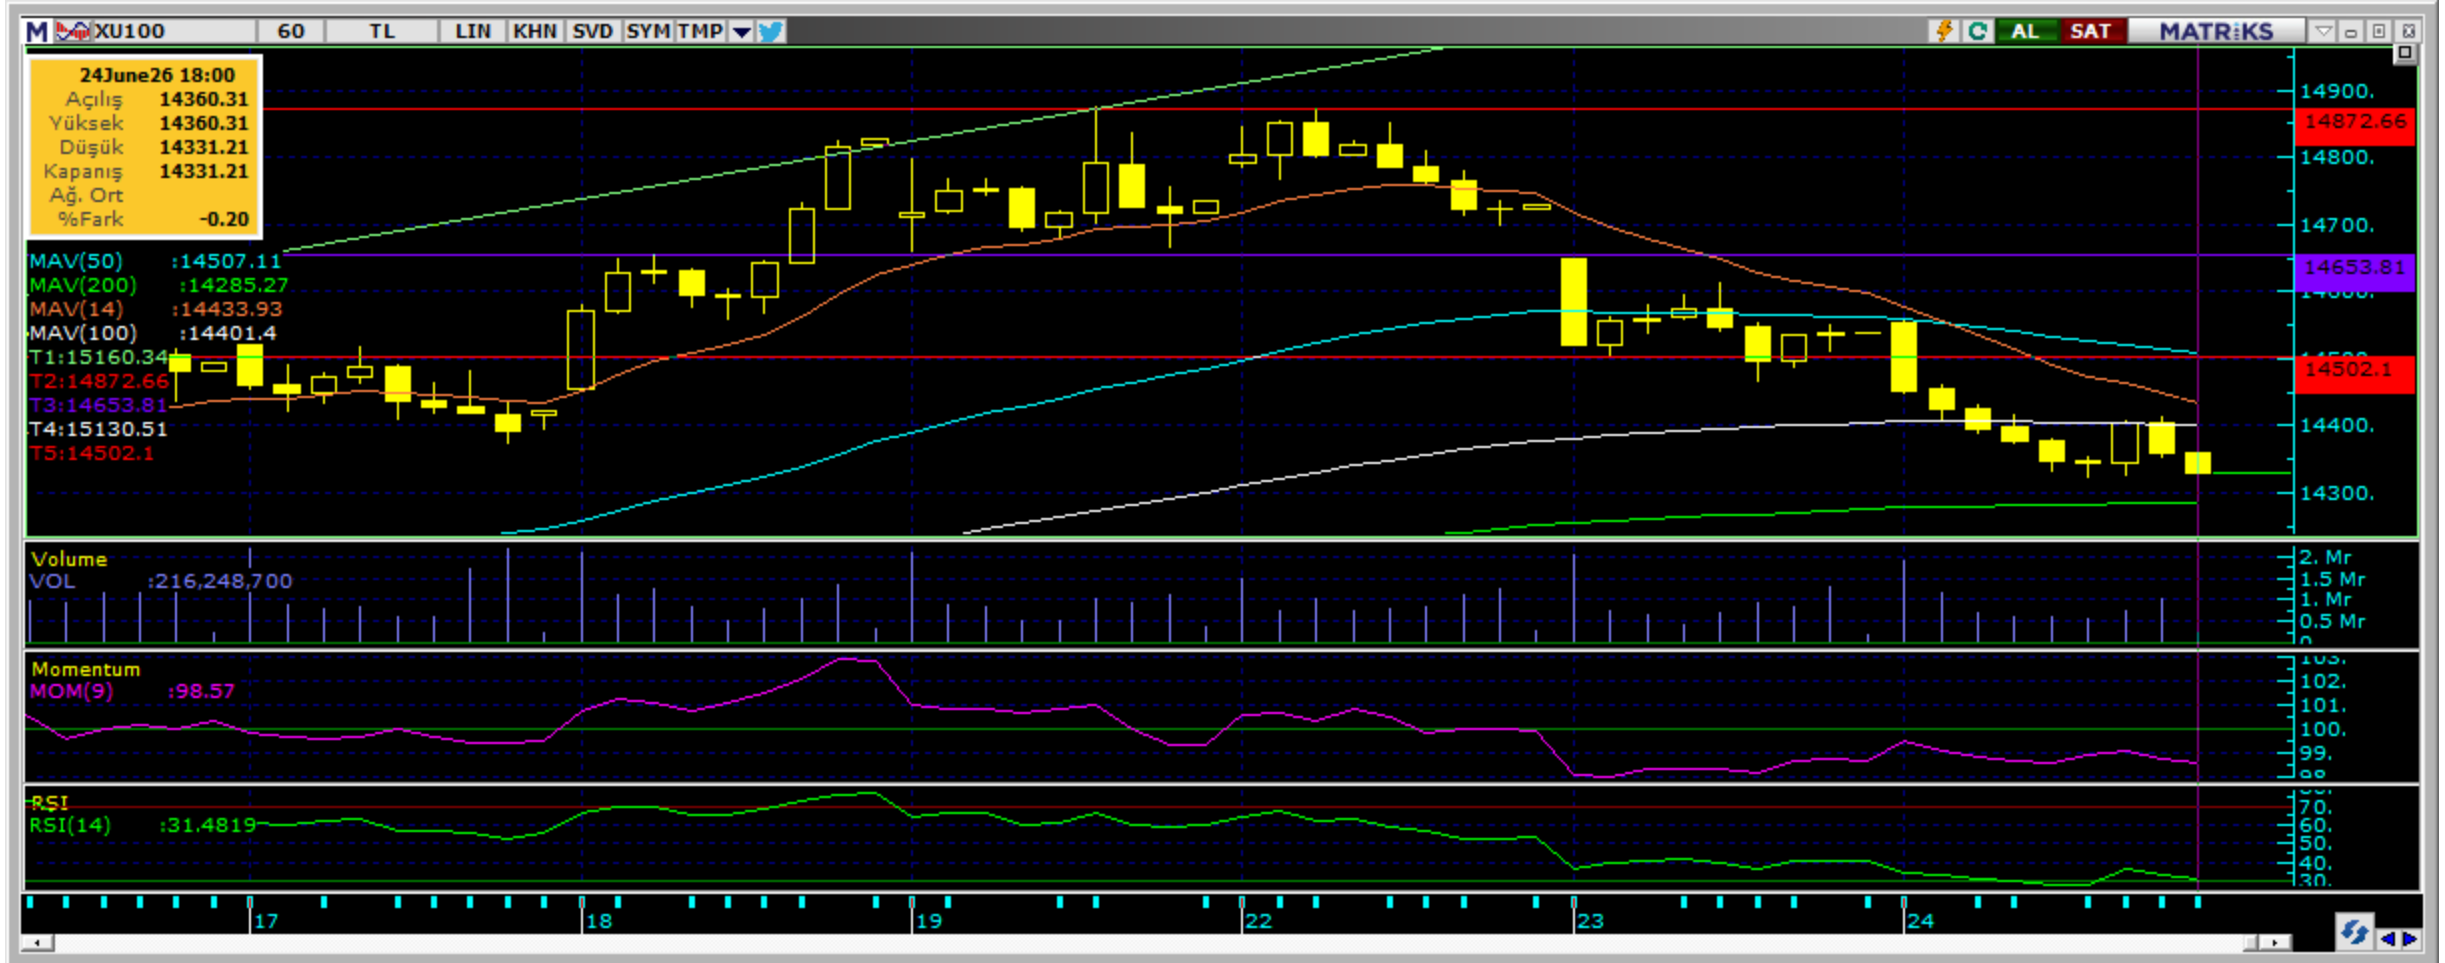 M XU100 60 TL LIN KHN SVD SYM TMP AL SAT MATRiKS
24June26 18:00
Açılış 14360.31
Yüksek 14360.31
Düşük 14331.21
Kapanış 14331.21
Ağ. Ort
%Fark -0.20
MAV(50) :14507.11
MAV(200) :14285.27
MAV(14) :14433.93
MAV(100) :14401.4
T1:15160.34
T2:14872.66
T3:14653.81
T4:15130.51
T5:14502.1
14900.
14872.66
14800.
14700.
14653.81
14600.
14500.
14502.1
14400.
14300.
Volume
VOL :216,248,700
2. Mr
1.5 Mr
1. Mr
0.5 Mr
0.
Momentum
MOM(9) :98.57
103.
102.
101.
100.
99.
98.
RSI
RSI(14) :31.4819
70.
60.
50.
40.
30.
17 18 19 22 23 24